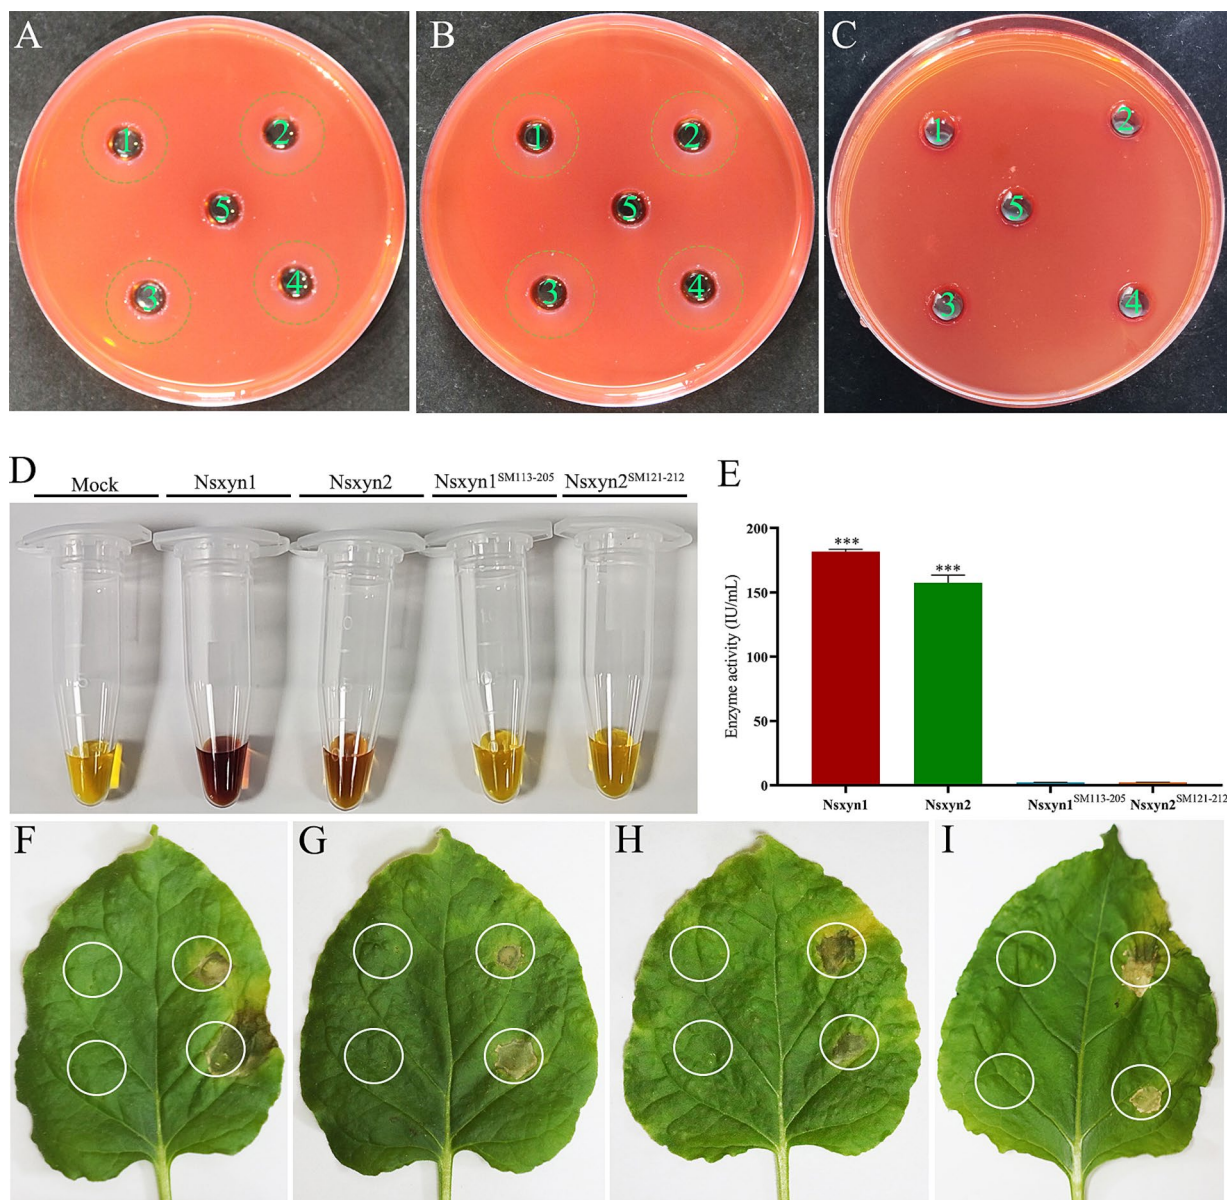 A
B
C
1
2
5
3
4
1
2
5
3
4
1
2
5
3
4
D
Mock
Nsxyn1
Nsxyn2
Nsxyn1SM113-205
Nsxyn2SM121-212
E
Enzyme activity (IU/mL)
200
150
100
50
0
***
***
Nsxyn1
Nsxyn2
Nsxyn1SM113-205
Nsxyn2SM121-212
F
G
H
I